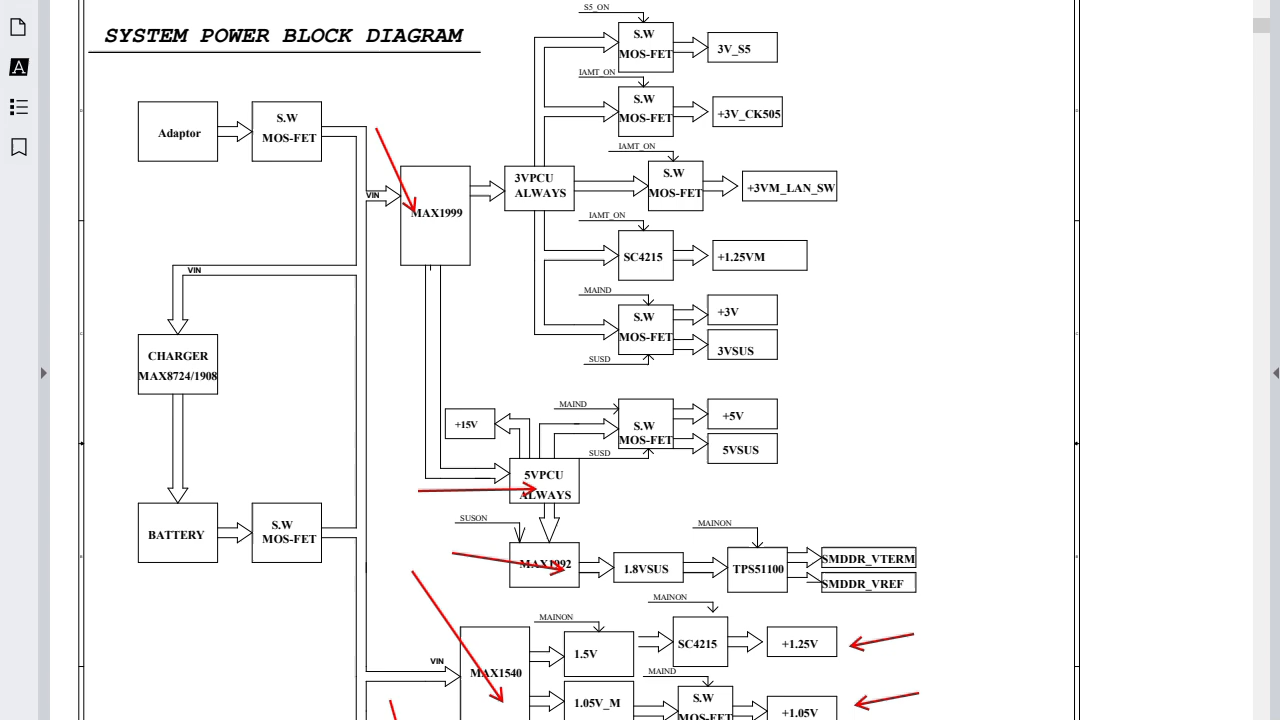 S5_ON
SYSTEM POWER BLOCK DIAGRAM
S.W
MOS-FET
3V_S5
IAMT_ON
S.W
MOS-FET
+3V_CK505
Adaptor
S.W
MOS-FET
IAMT_ON
VIN
MAX1999
3VPCU
ALWAYS
S.W
MOS-FET
+3VM_LAN_SW
IAMT_ON
SC4215
+1.25VM
VIN
MAIND
S.W
MOS-FET
+3V
3VSUS
SUSD
CHARGER
MAX8724/1908
MAIND
+15V
S.W
MOS-FET
+5V
5VSUS
SUSD
5VPCU
ALWAYS
BATTERY
S.W
MOS-FET
SUSON
MAX1992
1.8VSUS
MAINON
TPS51100
SMDDR_VTERM
SMDDR_VREF
MAINON
MAINON
VIN
MAX1540
1.5V
SC4215
+1.25V
MAIND
1.05V_M
S.W
MOS-FET
+1.05V